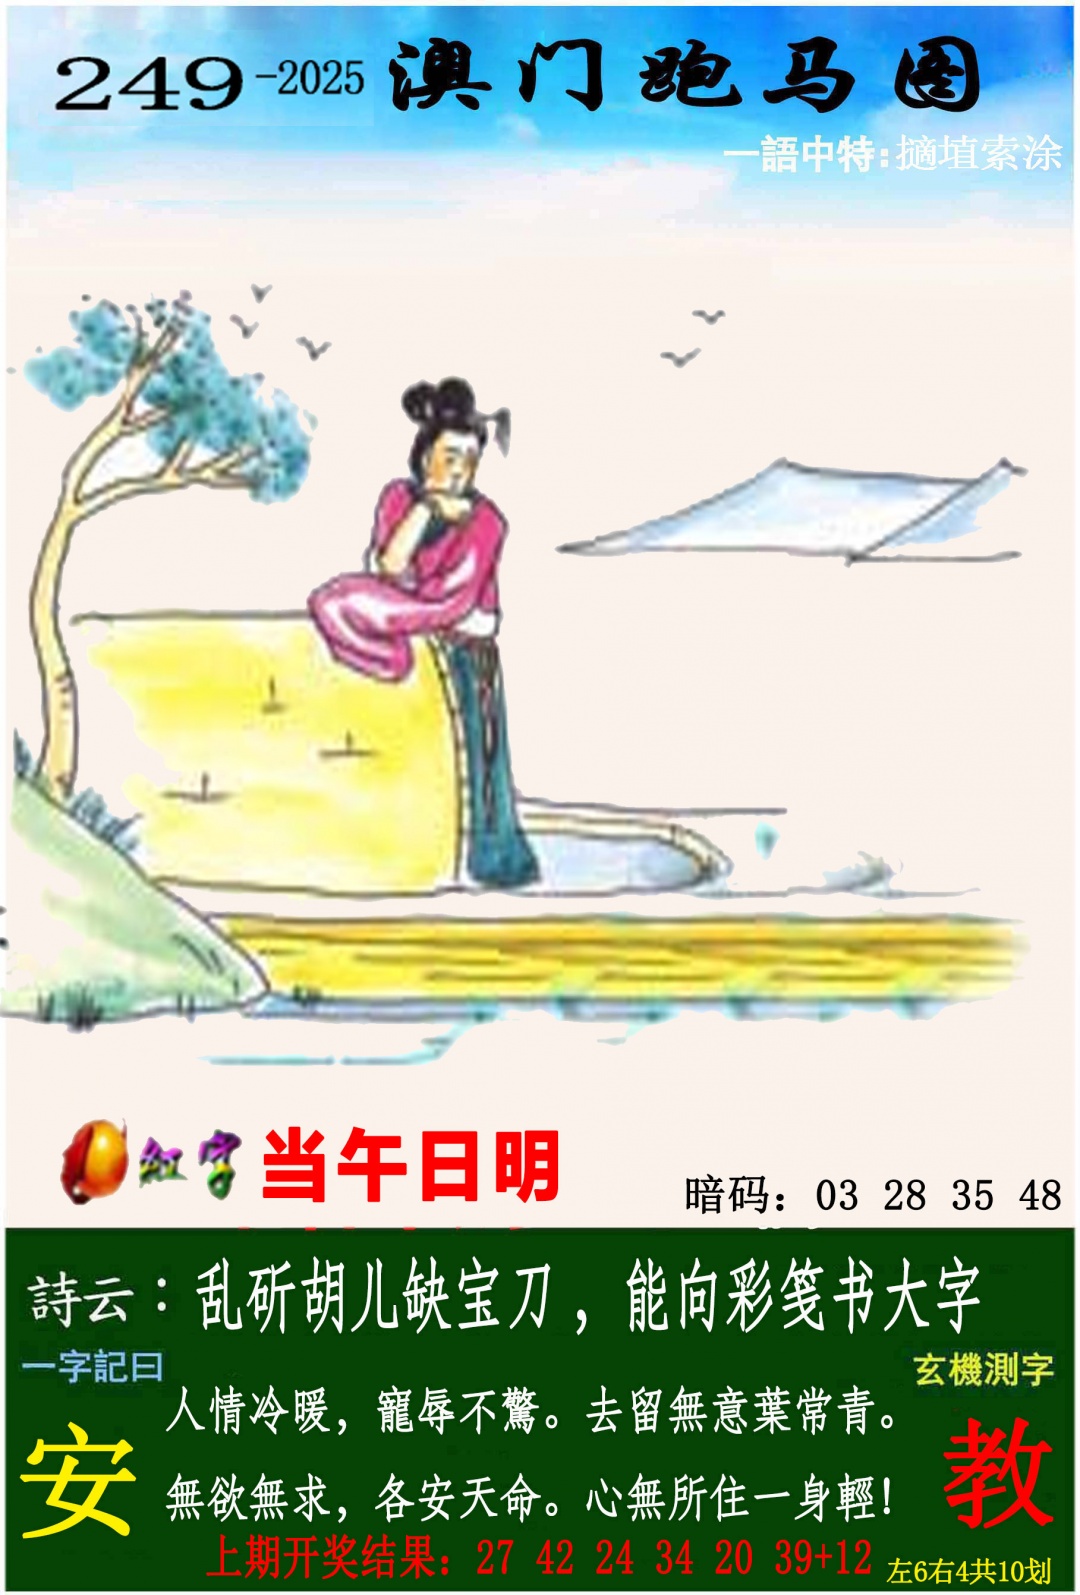 249-2025 澳门跑马图
一語中特:擿埴索涂
红字 当午日明
暗码：03 28 35 48
詩云：乱斫胡儿缺宝刀，能向彩笺书大字
一字記曰
玄機測字
安
人情冷暖，寵辱不驚。去留無意葉常青。
無欲無求，各安天命。心無所住一身輕！
教
上期开奖结果：27 42 24 34 20 39+12
左6右4共10划